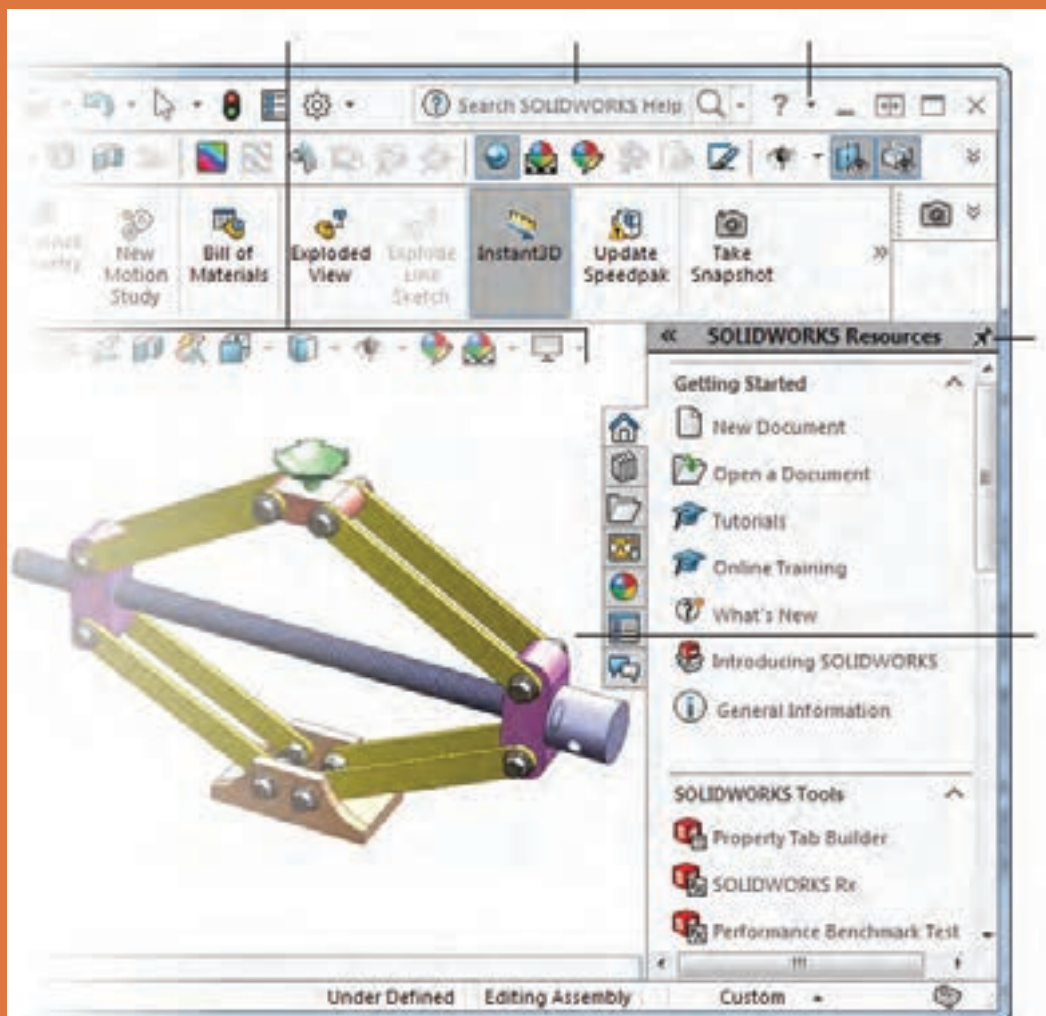 Search SOLIDWORKS Help
?
New
Motion
Study
Bill of
Materials
Exploded
View
Explode
Line
Sketch
Instant3D
Update
Speedpak
Take
Snapshot
SOLIDWORKS Resources
Getting Started
New Document
Open a Document
Tutorials
Online Training
What's New
Introducing SOLIDWORKS
General Information
SOLIDWORKS Tools
Property Tab Builder
SOLIDWORKS Rx
Performance Benchmark Test
Under Defined
Editing Assembly
Custom